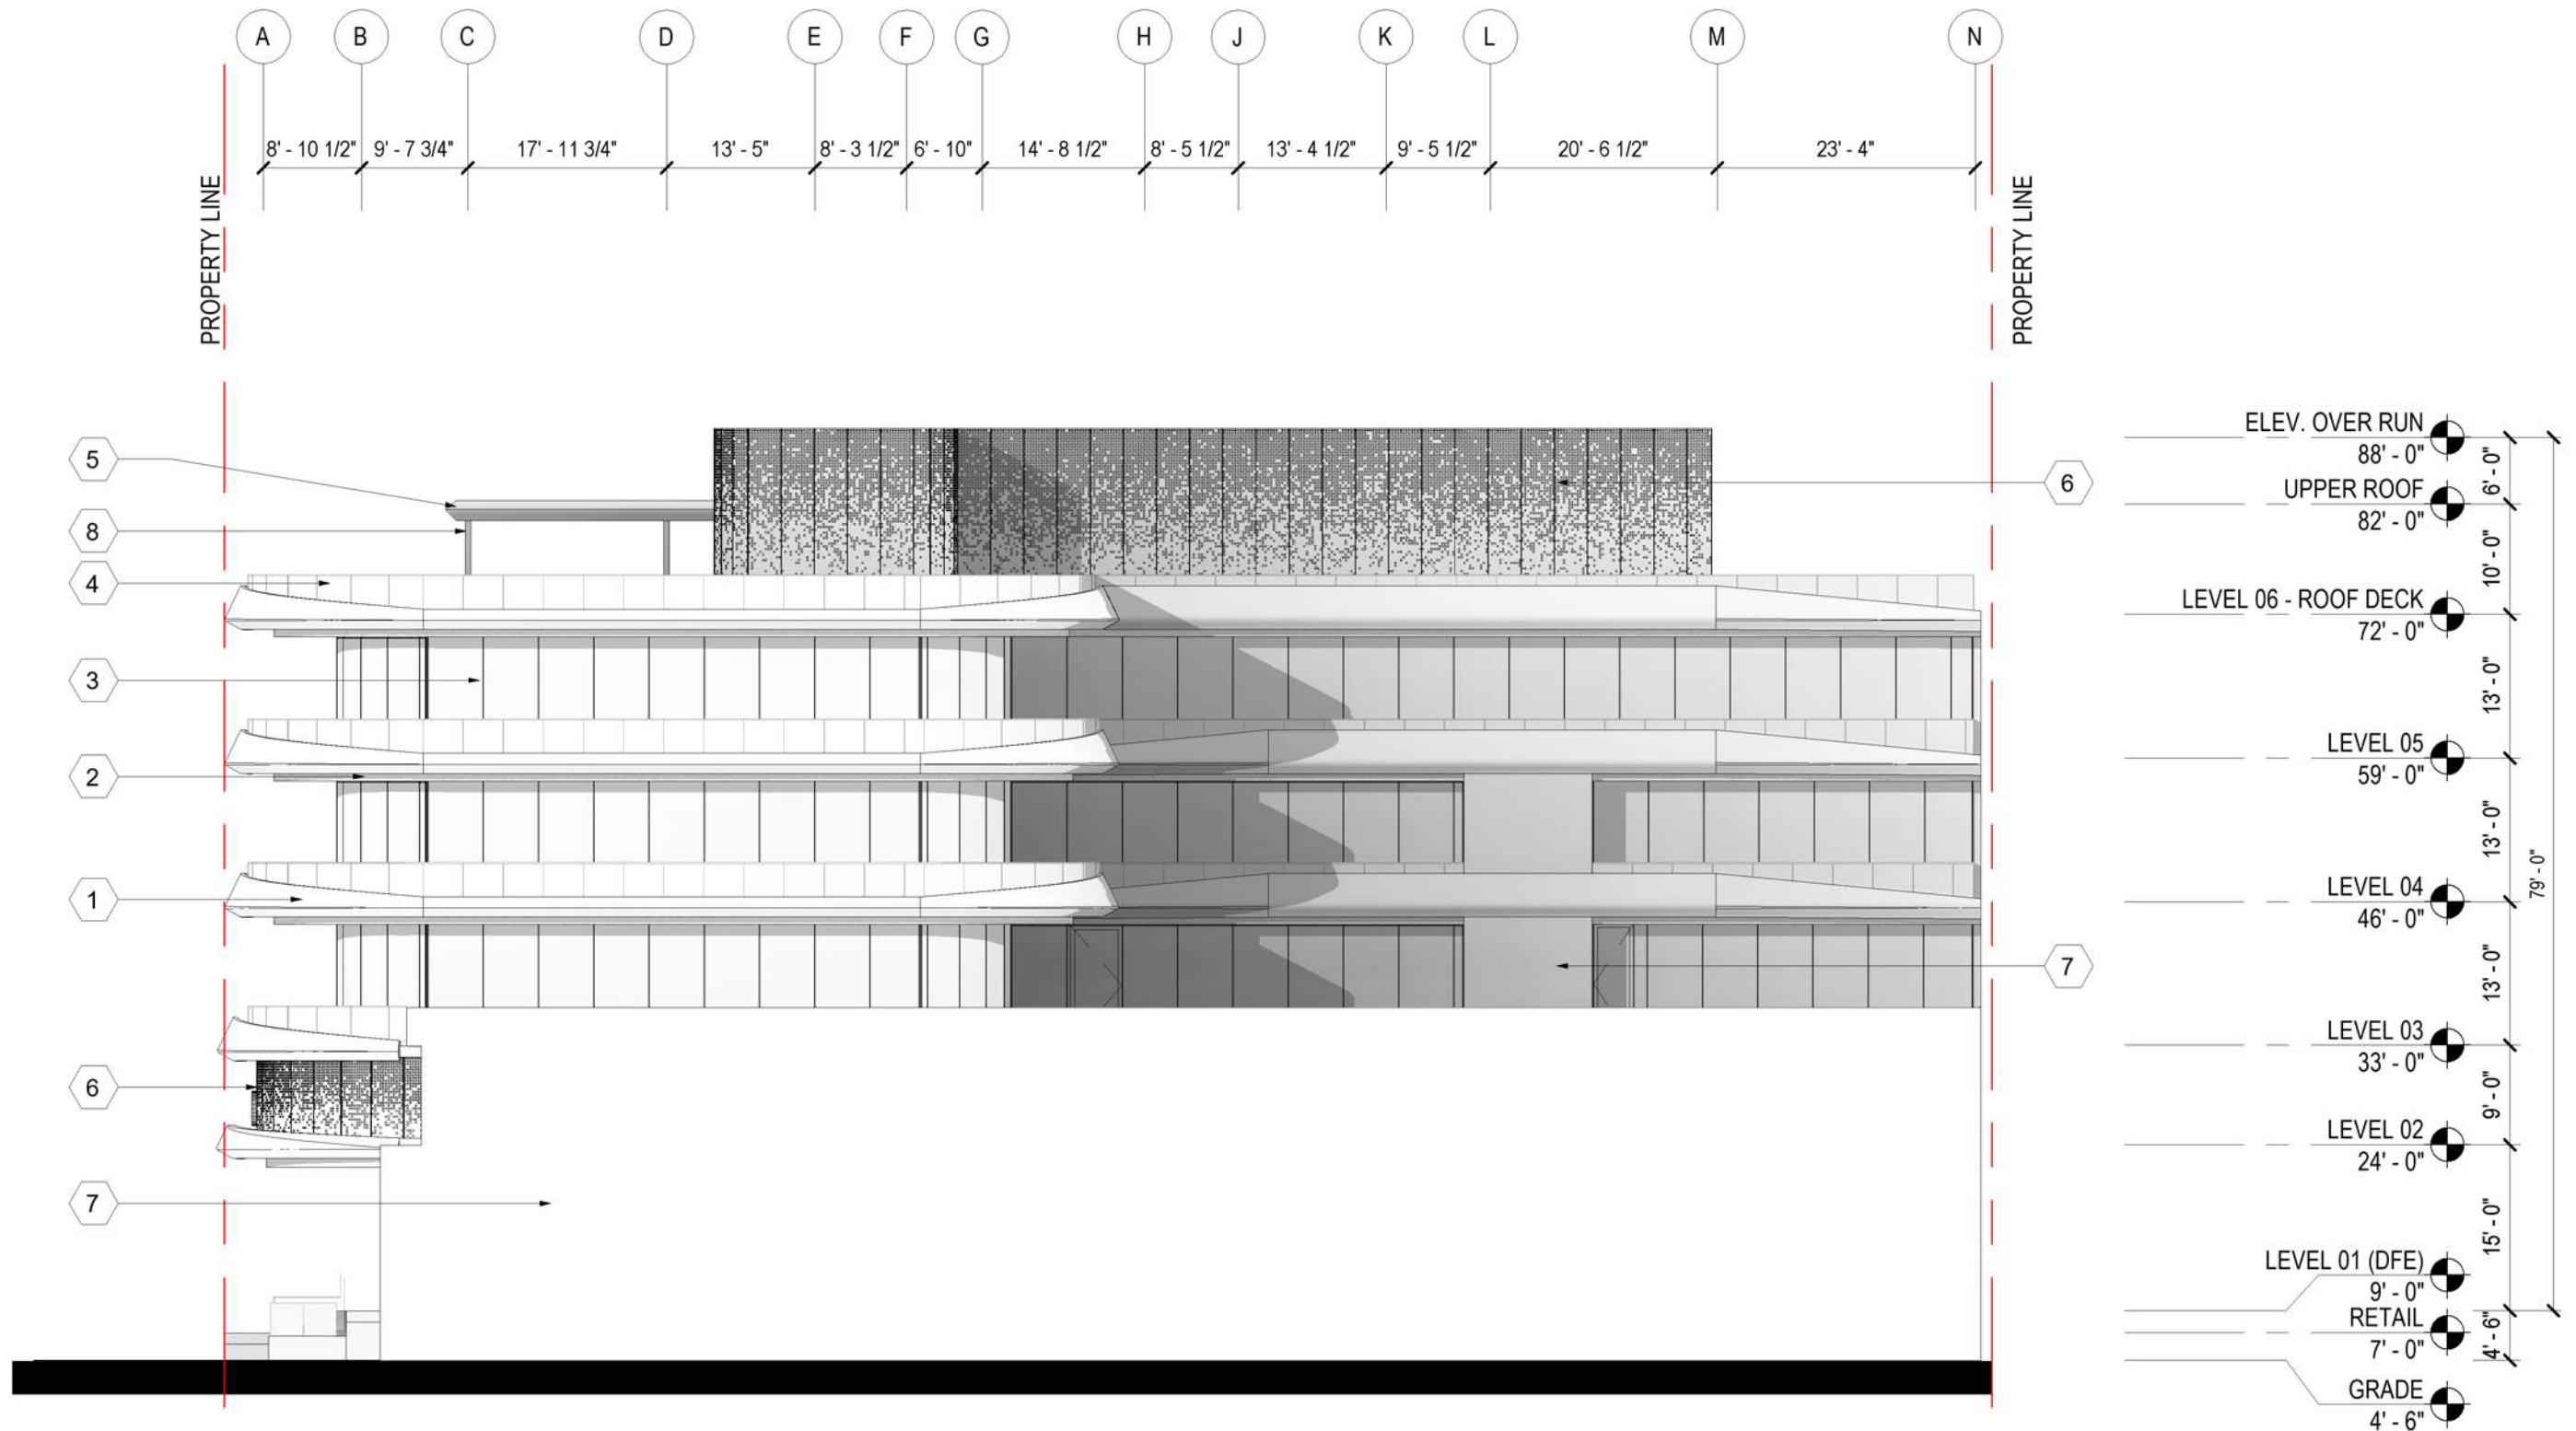 A B C D E F G H J K L M N
8' - 10 1/2" 9' - 7 3/4" 17' - 11 3/4" 13' - 5" 8' - 3 1/2" 6' - 10" 14' - 8 1/2" 8' - 5 1/2" 13' - 4 1/2" 9' - 5 1/2" 20' - 6 1/2" 23' - 4"
PROPERTY LINE
PROPERTY LINE
5
8
4
3
2
1
6
7
6
7
ELEV. OVER RUN
88' - 0"
UPPER ROOF
82' - 0"
LEVEL 06 - ROOF DECK
72' - 0"
LEVEL 05
59' - 0"
LEVEL 04
46' - 0"
LEVEL 03
33' - 0"
LEVEL 02
24' - 0"
LEVEL 01 (DFE)
9' - 0"
RETAIL
7' - 0"
GRADE
4' - 6"
6' - 0"
10' - 0"
13' - 0"
13' - 0"
13' - 0"
9' - 0"
15' - 0"
4' - 6"
79' - 0"